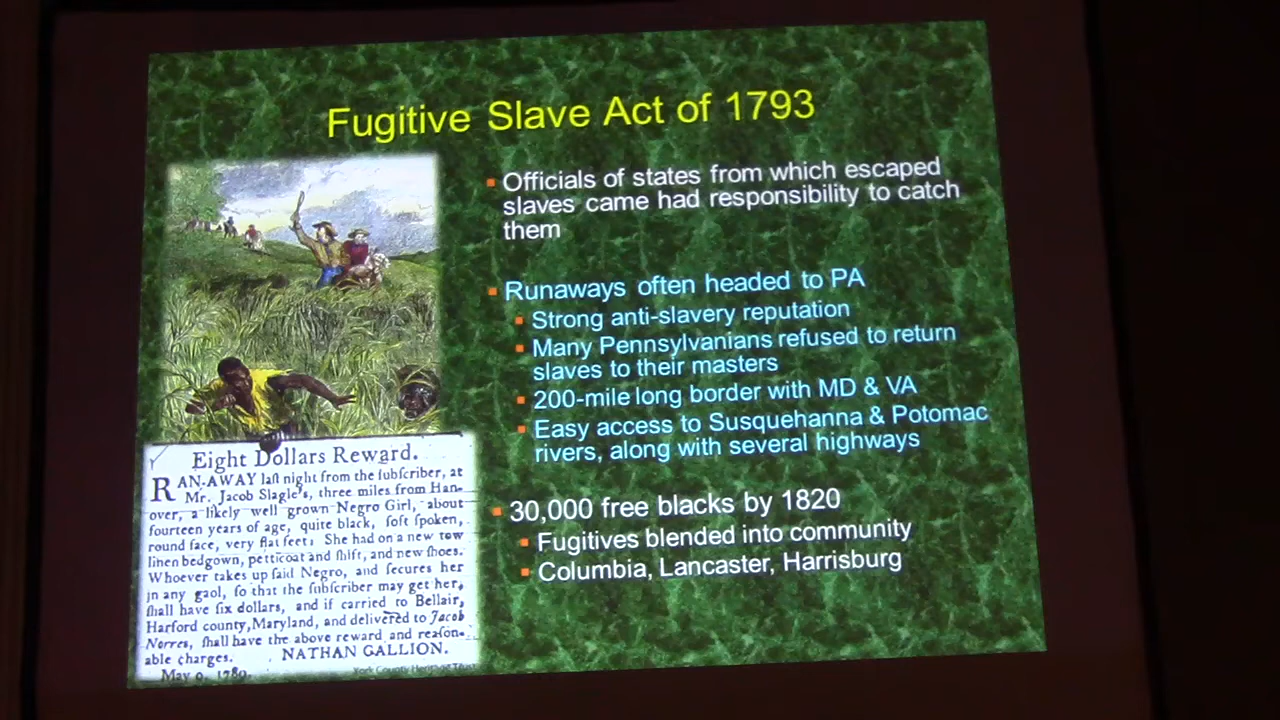 Fugitive Slave Act of 1793
Officials of states from which escaped
slaves came had responsibility to catch
them
Runaways often headed to PA
Strong anti-slavery reputation
Many Pennsylvanians refused to return
slaves to their masters
200-mile long border with MD & VA
Easy access to Susquehanna & Potomac
rivers, along with several highways
30,000 free blacks by 1820
Fugitives blended into community
Columbia, Lancaster, Harrisburg
Eight Dollars Reward.
RAN-AWAY laſt night from the ſubſcriber, at
Mr. Jacob Slagle's, three miles from Han-
over, a likely well grown Negro Girl, about
fourteen years of age, quite black, ſoft ſpoken,
round face, very flat feet: She had on a new tow
linen bedgown, petticoat and ſhift, and new ſhoes.
Whoever takes up ſaid Negro, and ſecures her
in any gaol, ſo that the ſubſcriber may get her,
ſhall have ſix dollars, and if carried to Bellair,
Harford county, Maryland, and delivered to Jacob
Norres, ſhall have the above reward and reaſon-
able charges. NATHAN GALLION.
May 9, 1789.
York County Heritage Trust